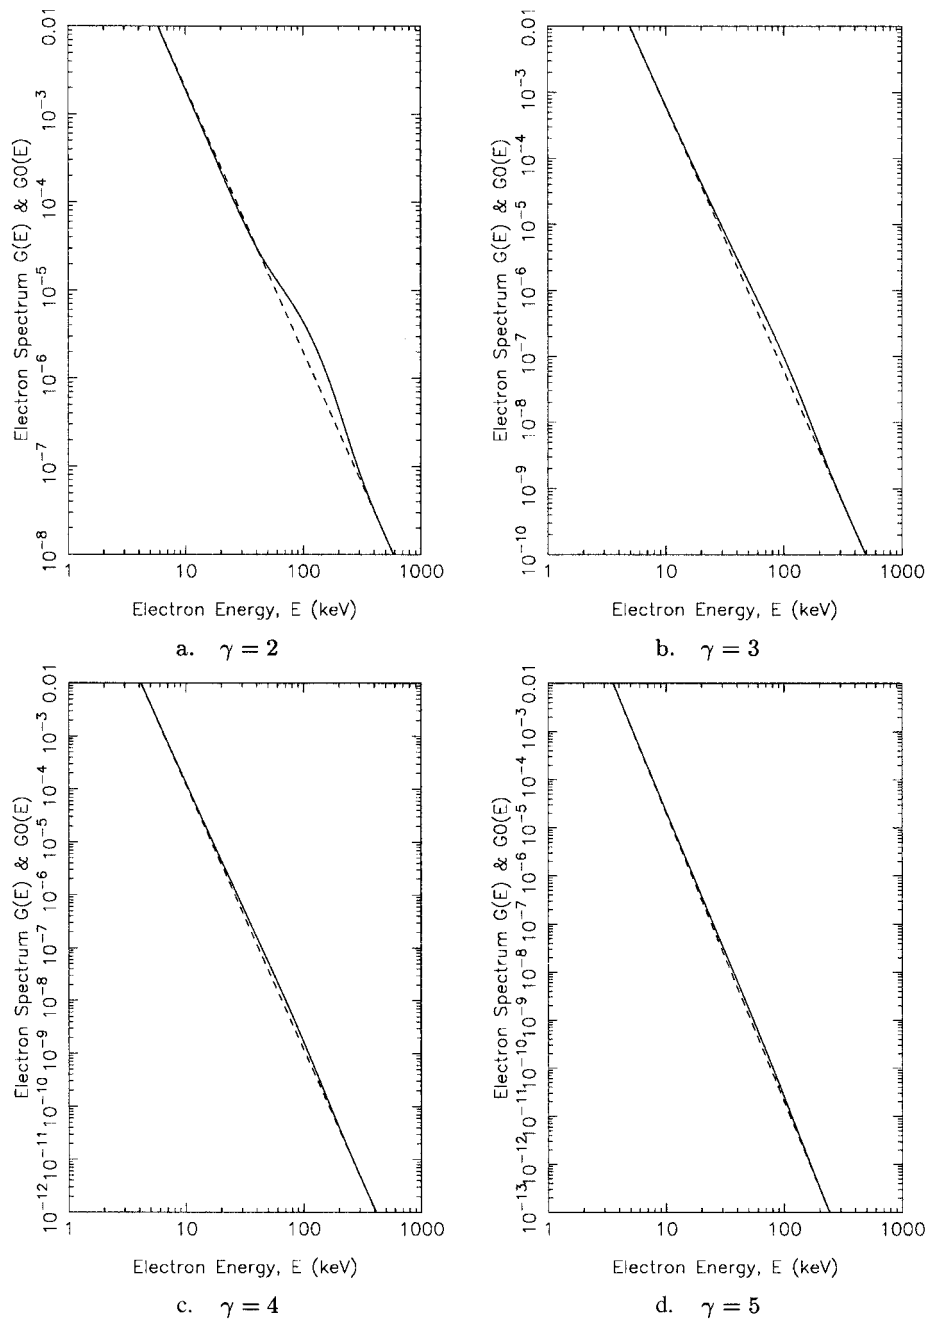 Electron Spectrum G(E) & G0(E)
0.01
10⁻³
10⁻⁴
10⁻⁵
10⁻⁶
10⁻⁷
10⁻⁸
1 10 100 1000
Electron Energy, E (keV)
a. γ = 2
Electron Spectrum G(E) & G0(E)
0.01
10⁻³
10⁻⁴
10⁻⁵
10⁻⁶
10⁻⁷
10⁻⁸
10⁻⁹
10⁻¹⁰
1 10 100 1000
Electron Energy, E (keV)
b. γ = 3
Electron Spectrum G(E) & G0(E)
0.01
10⁻³
10⁻⁴
10⁻⁵
10⁻⁶
10⁻⁷
10⁻⁸
10⁻⁹
10⁻¹⁰
10⁻¹¹
10⁻¹²
1 10 100 1000
Electron Energy, E (keV)
c. γ = 4
Electron Spectrum G(E) & G0(E)
0.01
10⁻³
10⁻⁴
10⁻⁵
10⁻⁶
10⁻⁷
10⁻⁸
10⁻⁹
10⁻¹⁰
10⁻¹¹
10⁻¹²
10⁻¹³
1 10 100 1000
Electron Energy, E (keV)
d. γ = 5